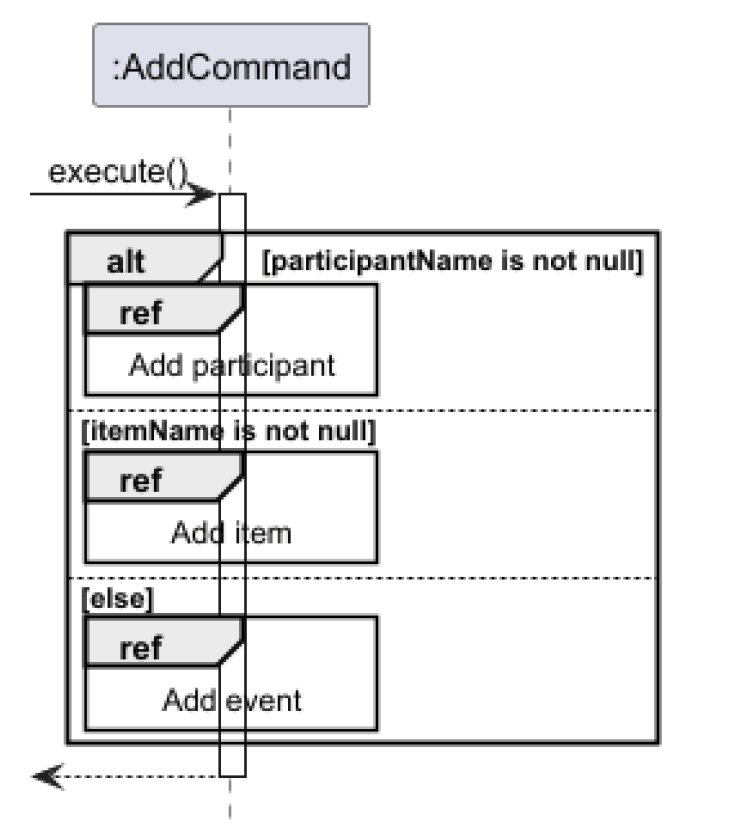 :AddCommand
execute()
alt
[participantName is not null]
ref
Add participant
[itemName is not null]
ref
Add item
[else]
ref
Add event